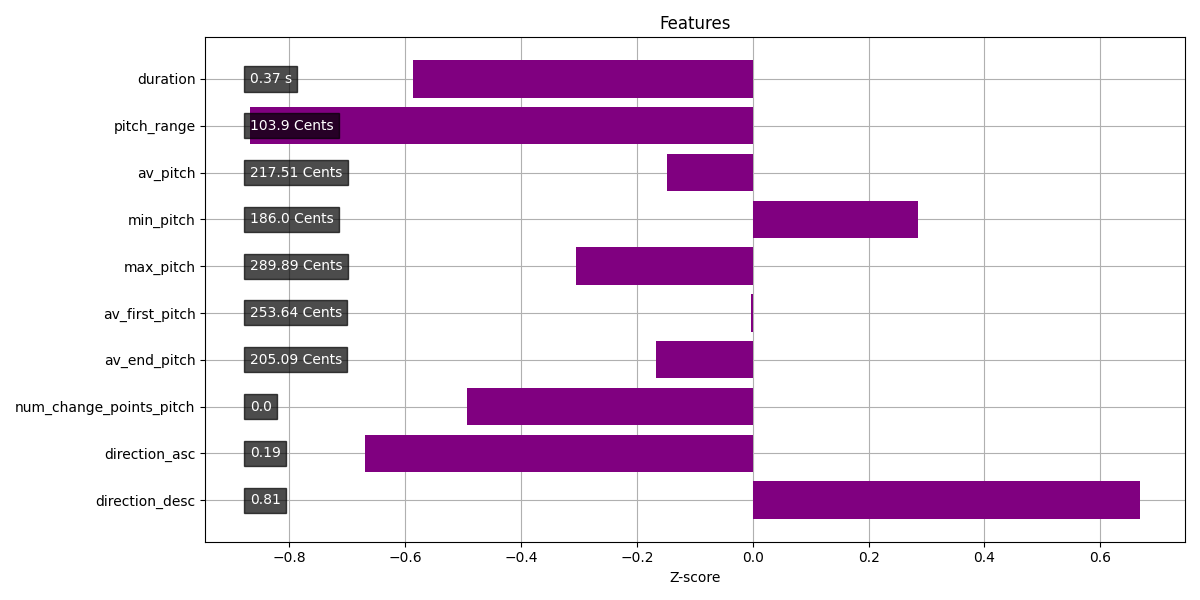 Features
duration 0.37 s
pitch_range 103.9 Cents
av_pitch 217.51 Cents
min_pitch 186.0 Cents
max_pitch 289.89 Cents
av_first_pitch 253.64 Cents
av_end_pitch 205.09 Cents
num_change_points_pitch 0.0
direction_asc 0.19
direction_desc 0.81
−0.8 −0.6 −0.4 −0.2 0.0 0.2 0.4 0.6
Z-score